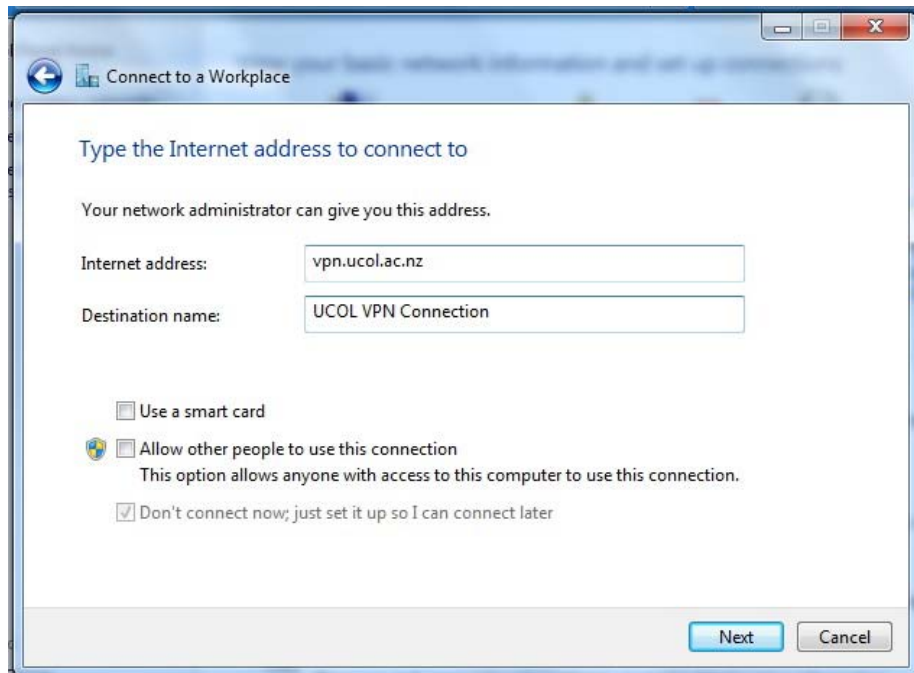 Connect to a Workplace
Type the Internet address to connect to
Your network administrator can give you this address.
Internet address: vpn.ucol.ac.nz
Destination name: UCOL VPN Connection
Use a smart card
Allow other people to use this connection
This option allows anyone with access to this computer to use this connection.
Don't connect now; just set it up so I can connect later
Next Cancel